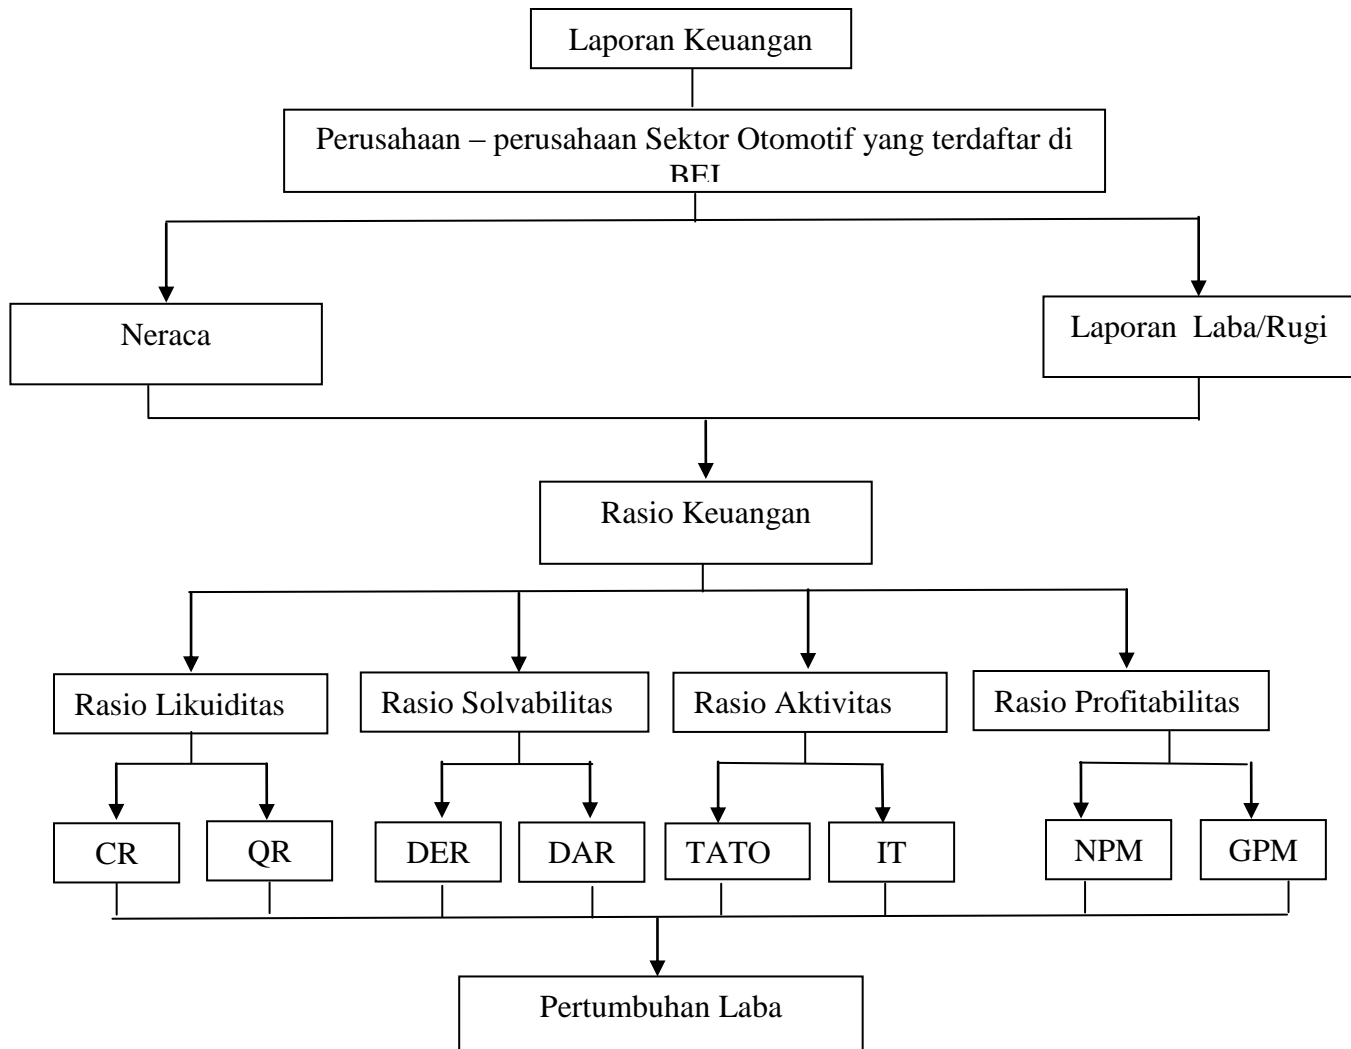 Laporan Keuangan
Perusahaan – perusahaan Sektor Otomotif yang terdaftar di
BEI
Neraca
Laporan  Laba/Rugi
Rasio Keuangan
Rasio Likuiditas
Rasio Solvabilitas
Rasio Aktivitas
Rasio Profitabilitas
CR
QR
DER
DAR
TATO
IT
NPM
GPM
Pertumbuhan Laba